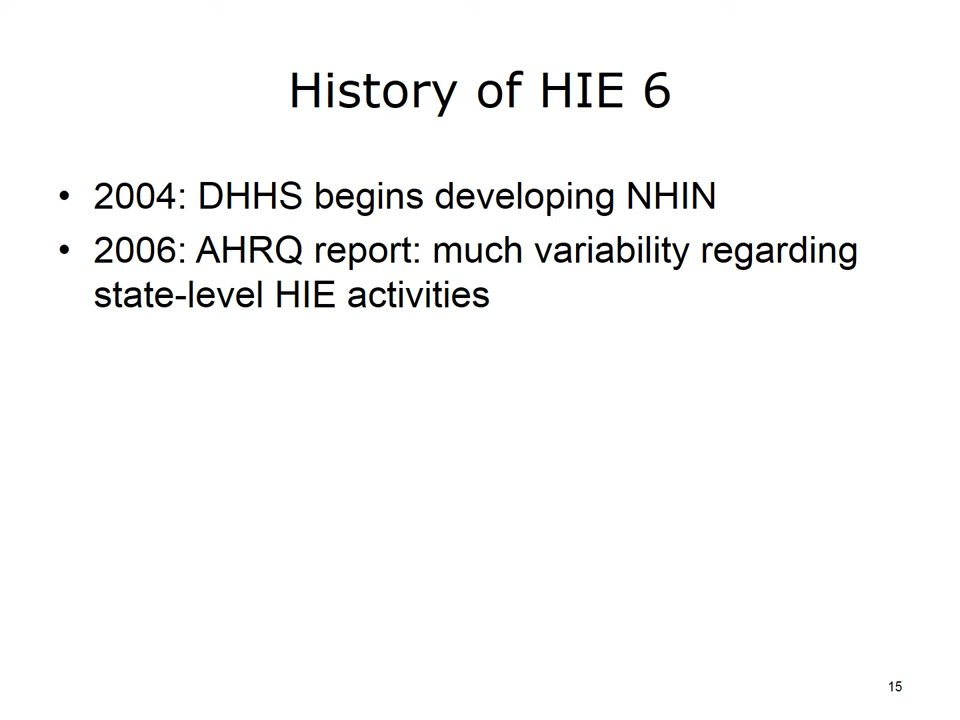 History of HIE 6
• 2004: DHHS begins developing NHIN
• 2006: AHRQ report: much variability regarding
state-level HIE activities
15